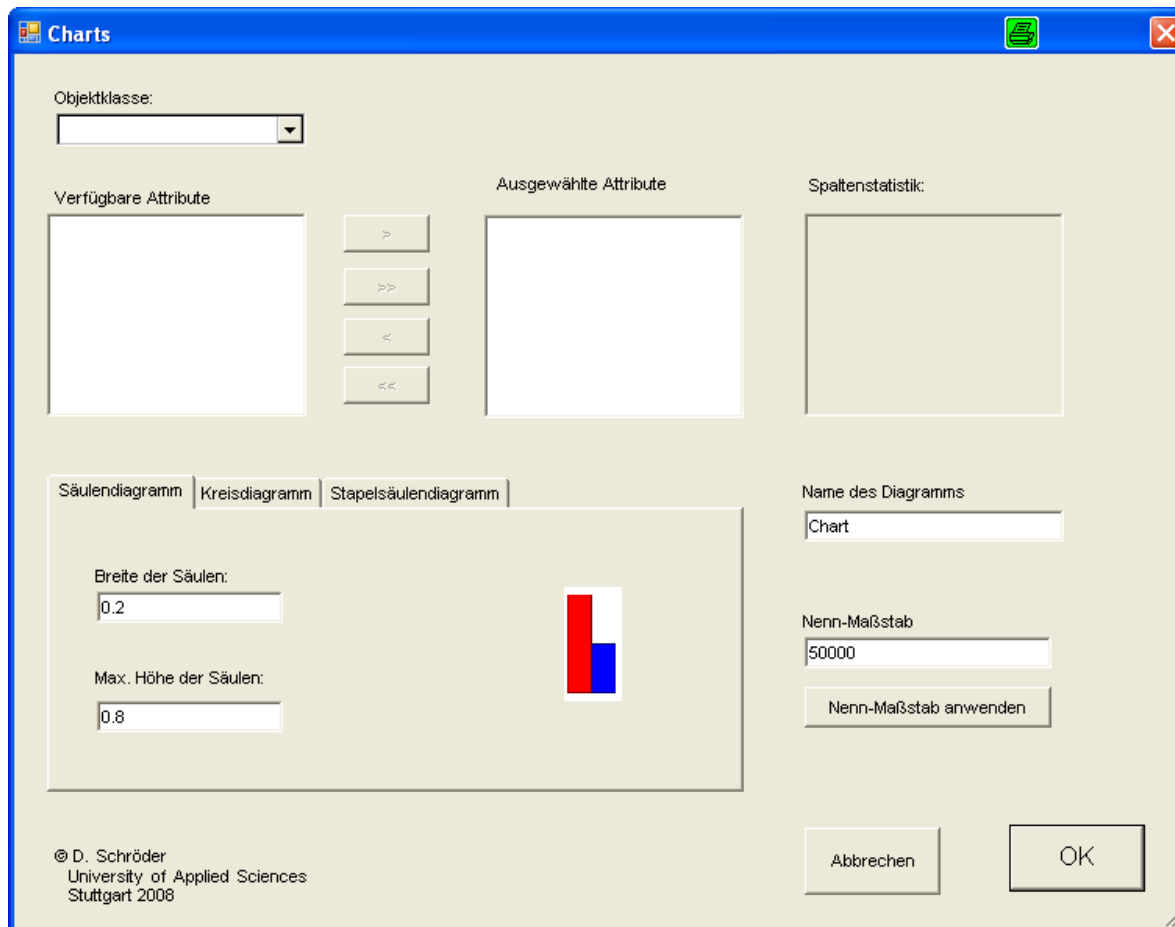 Charts
Objektklasse:
Verfügbare Attribute
Ausgewählte Attribute
Spaltenstatistik:
>
>>
<
<<
Säulendiagramm
Kreisdiagramm
Stapelsäulendiagramm
Name des Diagramms
Chart
Breite der Säulen:
0.2
Nenn-Maßstab
50000
Max. Höhe der Säulen:
0.8
Nenn-Maßstab anwenden
© D. Schröder
University of Applied Sciences
Stuttgart 2008
Abbrechen
OK